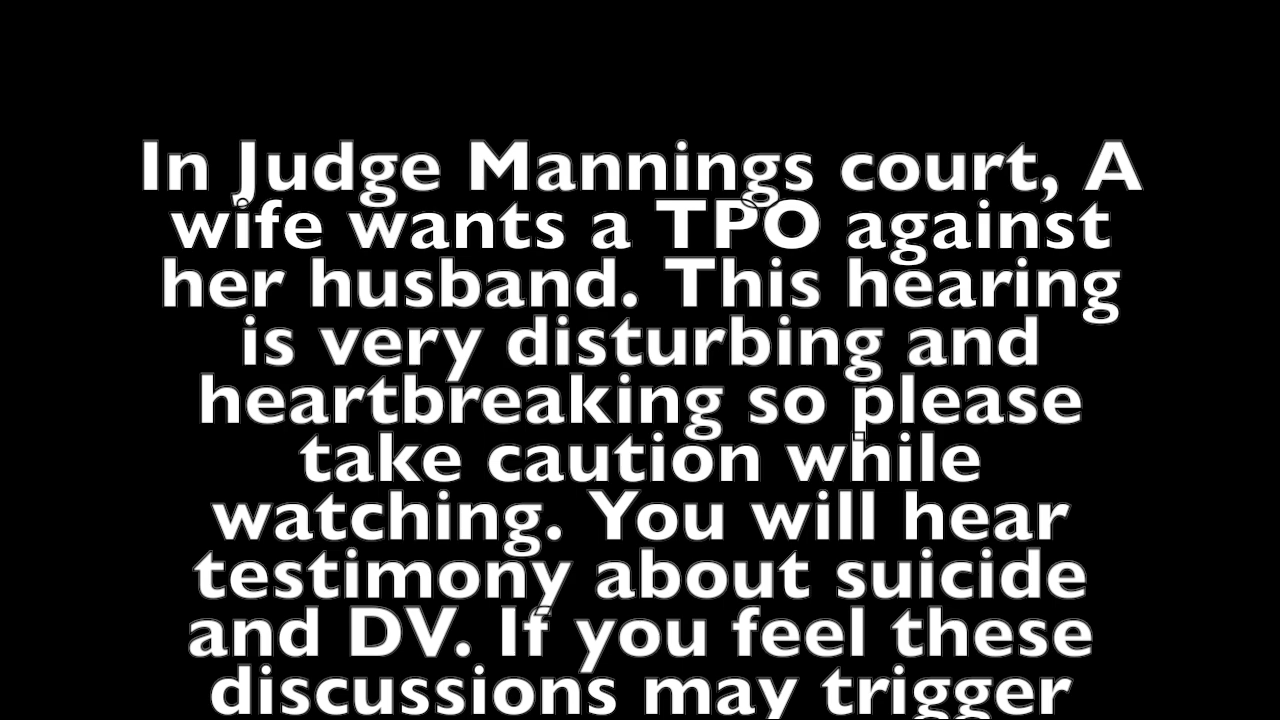 In Judge Mannings court, A
wife wants a TPO against
her husband. This hearing
is very disturbing and
heartbreaking so please
take caution while
watching. You will hear
testimony about suicide
and DV. If you feel these
discussions may trigger